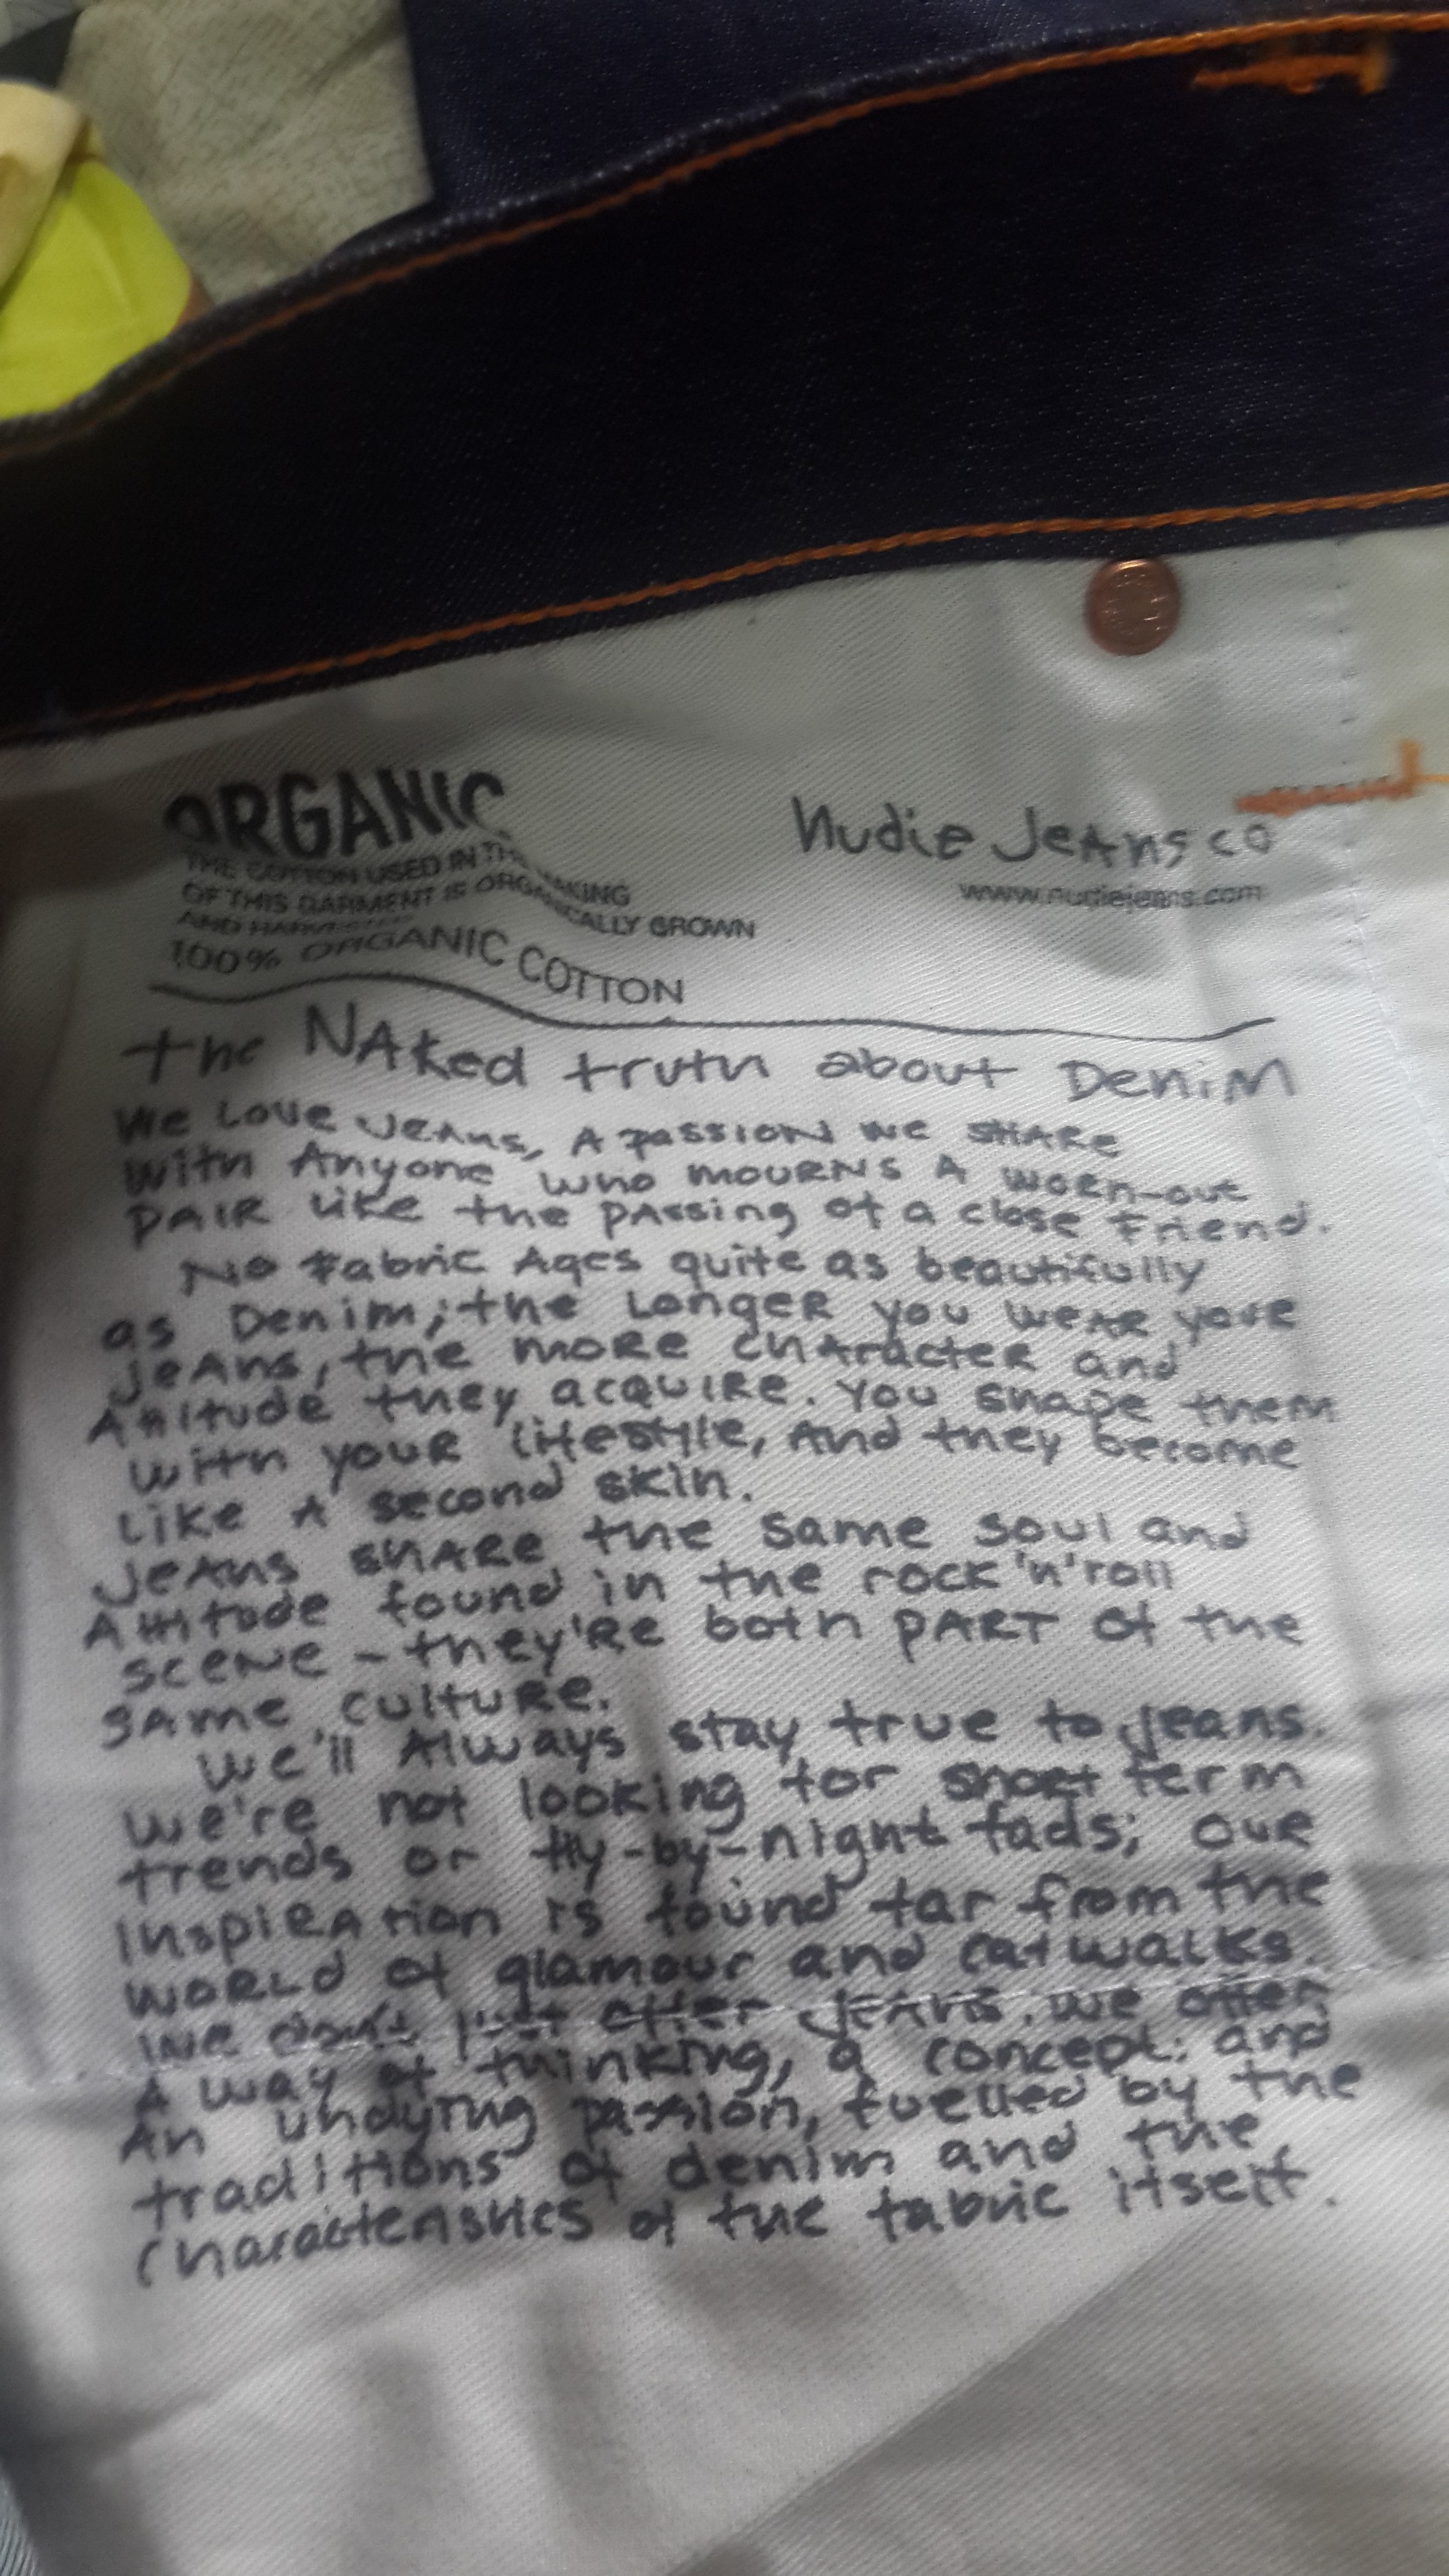 ORGANIC
THE COTTON USED IN THE MAKING
OF THIS GARMENT IS ORGANICALLY GROWN
AND
100% ORGANIC COTTON
Nudie Jeans co
www.nudiejeans.com
the NAked truth about Denim
We Love Jeans, A passion we sHARe
with Anyone who mourns A worn-out
PAIR like the passing of a close Friend.
No fabric Ages quite as beautifully
as Denim; the Longer you wear your
jeans, the more character and
Attitude they acquire. You shape them
with your lifestyle, And they become
like A second skin.
Jeans share the same soul and
Attitude found in the rock 'n' roll
scene - they're both PART of the
same culture.
We'll Always stay true to jeans.
We're not looking for short term
trends or fly-by-night fads; our
inspiration is found far from the
world of glamour and catwalks.
We don't just offer jeans. we offer
A way of thinking, a concept: and
An undying passion, fuelled by the
traditions of denim and the
characteristics of the fabric itself.